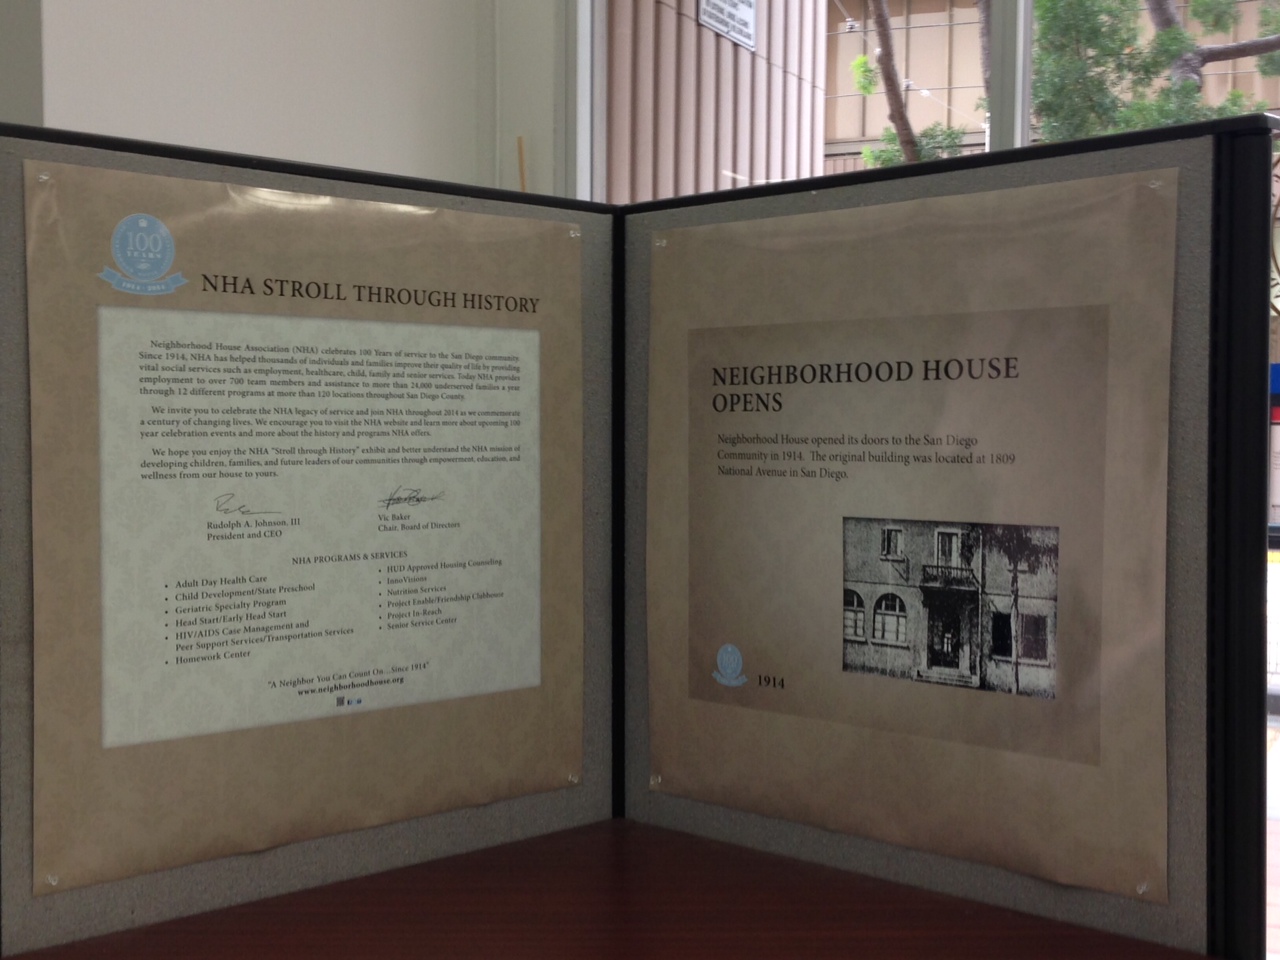 100
YEARS
1914 - 2014
NHA STROLL THROUGH HISTORY
Neighborhood House Association (NHA) celebrates 100 Years of service to the San Diego community.
Since 1914, NHA has helped thousands of individuals and families improve their quality of life by providing
vital social services such as employment, healthcare, child, family and senior services. Today NHA provides
employment to over 700 team members and assistance to more than 24,000 underserved families a year
through 12 different programs at more than 120 locations throughout San Diego County.
We invite you to celebrate the NHA legacy of service and join NHA throughout 2014 as we commemorate
a century of changing lives. We encourage you to visit the NHA website and learn more about upcoming 100
year celebration events and more about the history and programs NHA offers.
We hope you enjoy the NHA "Stroll through History" exhibit and better understand the NHA mission of
developing children, families, and future leaders of our communities through empowerment, education, and
wellness from our house to yours.
Rudolph A. Johnson, III
President and CEO
Vic Baker
Chair, Board of Directors
NHA PROGRAMS & SERVICES
• Adult Day Health Care
• Child Development/State Preschool
• Geriatric Specialty Program
• Head Start/Early Head Start
• HIV/AIDS Case Management and
Peer Support Services/Transportation Services
• Homework Center
• HUD Approved Housing Counseling
• InnoVisions
• Nutrition Services
• Project Enable/Friendship Clubhouse
• Project In-Reach
• Senior Service Center
"A Neighbor You Can Count On...Since 1914"
www.neighborhoodhouse.org
NEIGHBORHOOD HOUSE
OPENS
Neighborhood House opened its doors to the San Diego
Community in 1914. The original building was located at 1809
National Avenue in San Diego.
100
1914